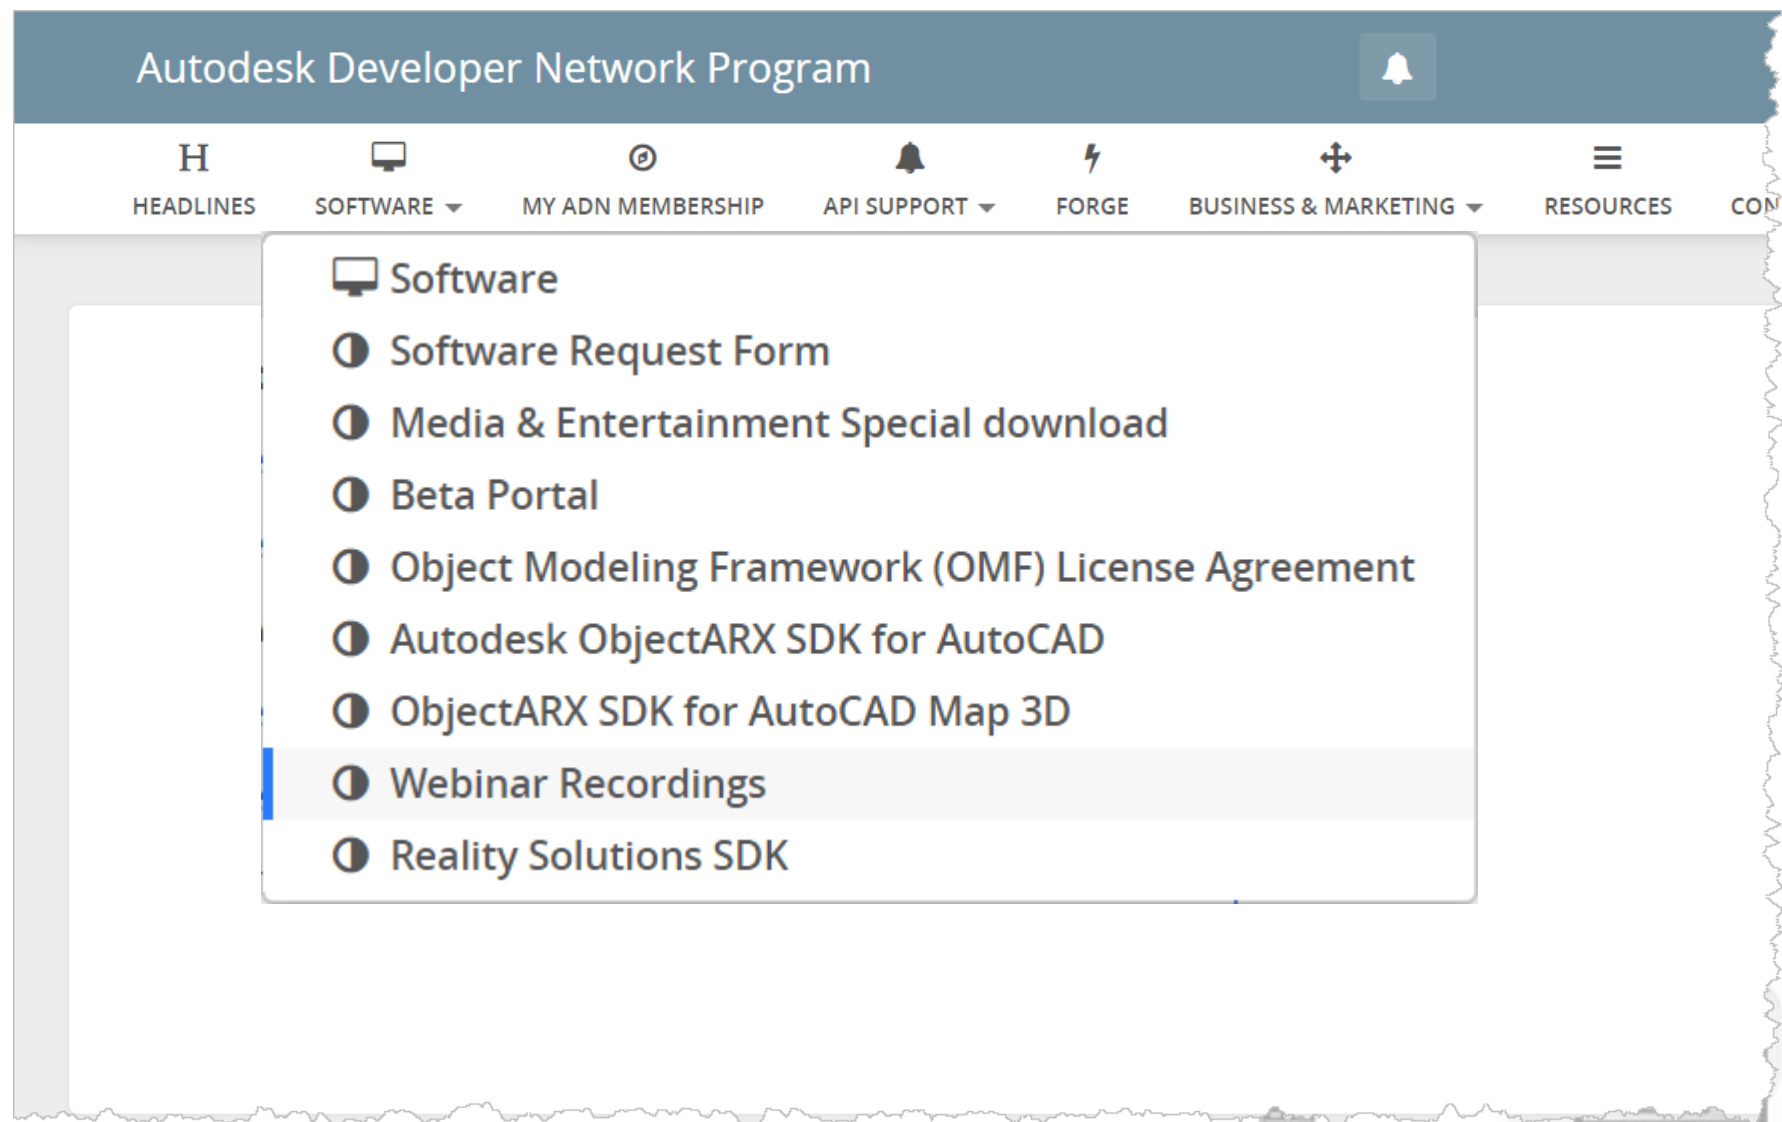 Autodesk Developer Network Program
HEADLINES SOFTWARE MY ADN MEMBERSHIP API SUPPORT FORGE BUSINESS & MARKETING RESOURCES
Software
Software Request Form
Media & Entertainment Special download
Beta Portal
Object Modeling Framework (OMF) License Agreement
Autodesk ObjectARX SDK for AutoCAD
ObjectARX SDK for AutoCAD Map 3D
Webinar Recordings
Reality Solutions SDK